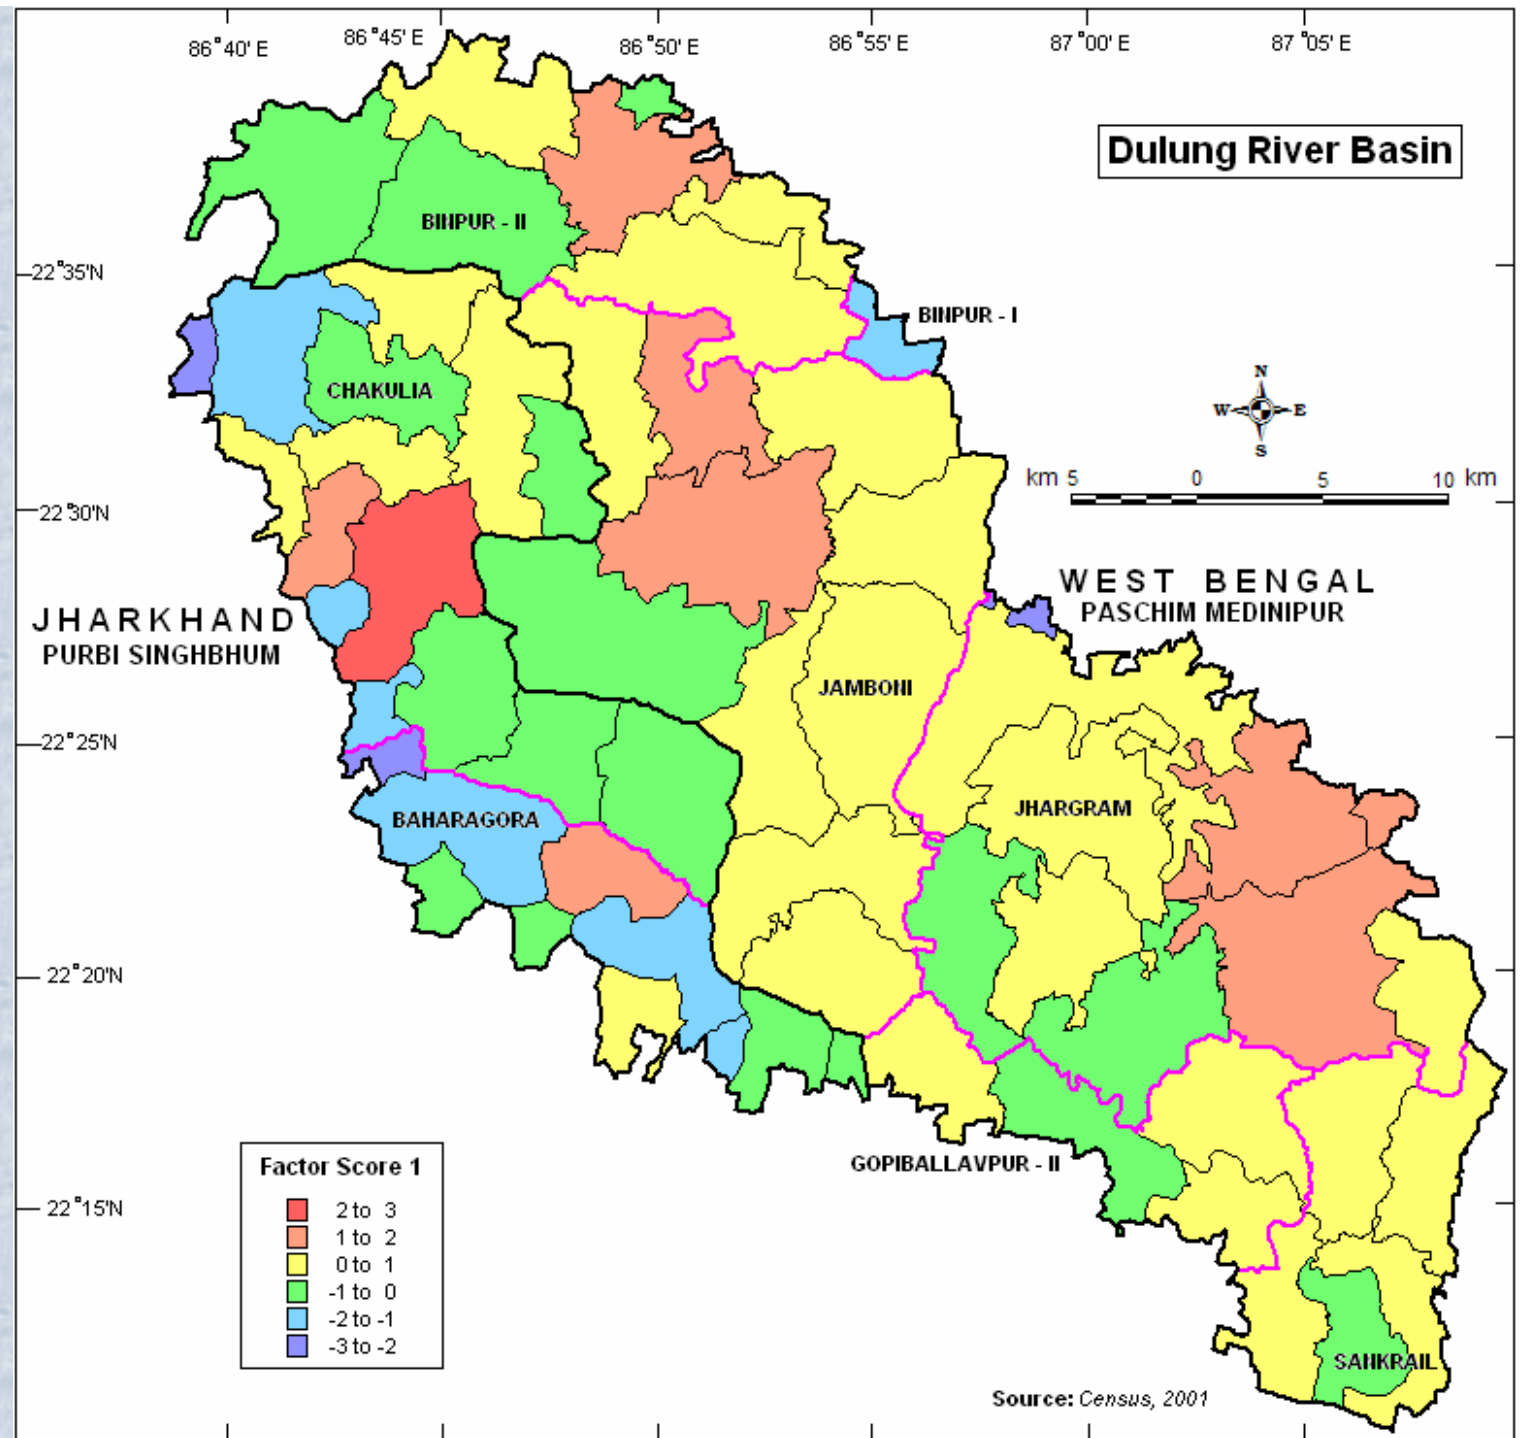 86°40' E
86°45' E
86°50' E
86°55' E
87°00' E
87°05' E
Dulung River Basin
BINPUR - II
22°35'N
BINPUR - I
CHAKULIA
N
W E
S
km 5 0 5 10 km
22°30'N
WEST BENGAL
PASCHIM MEDINIPUR
JHARKHAND
PURBI SINGHBHUM
JAMBONI
22°25'N
JHARGRAM
BAHARAGORA
22°20'N
GOPIBALLAVPUR - II
Factor Score 1
2 to 3
1 to 2
0 to 1
-1 to 0
-2 to -1
-3 to -2
22°15'N
SANKRAIL
Source: Census, 2001